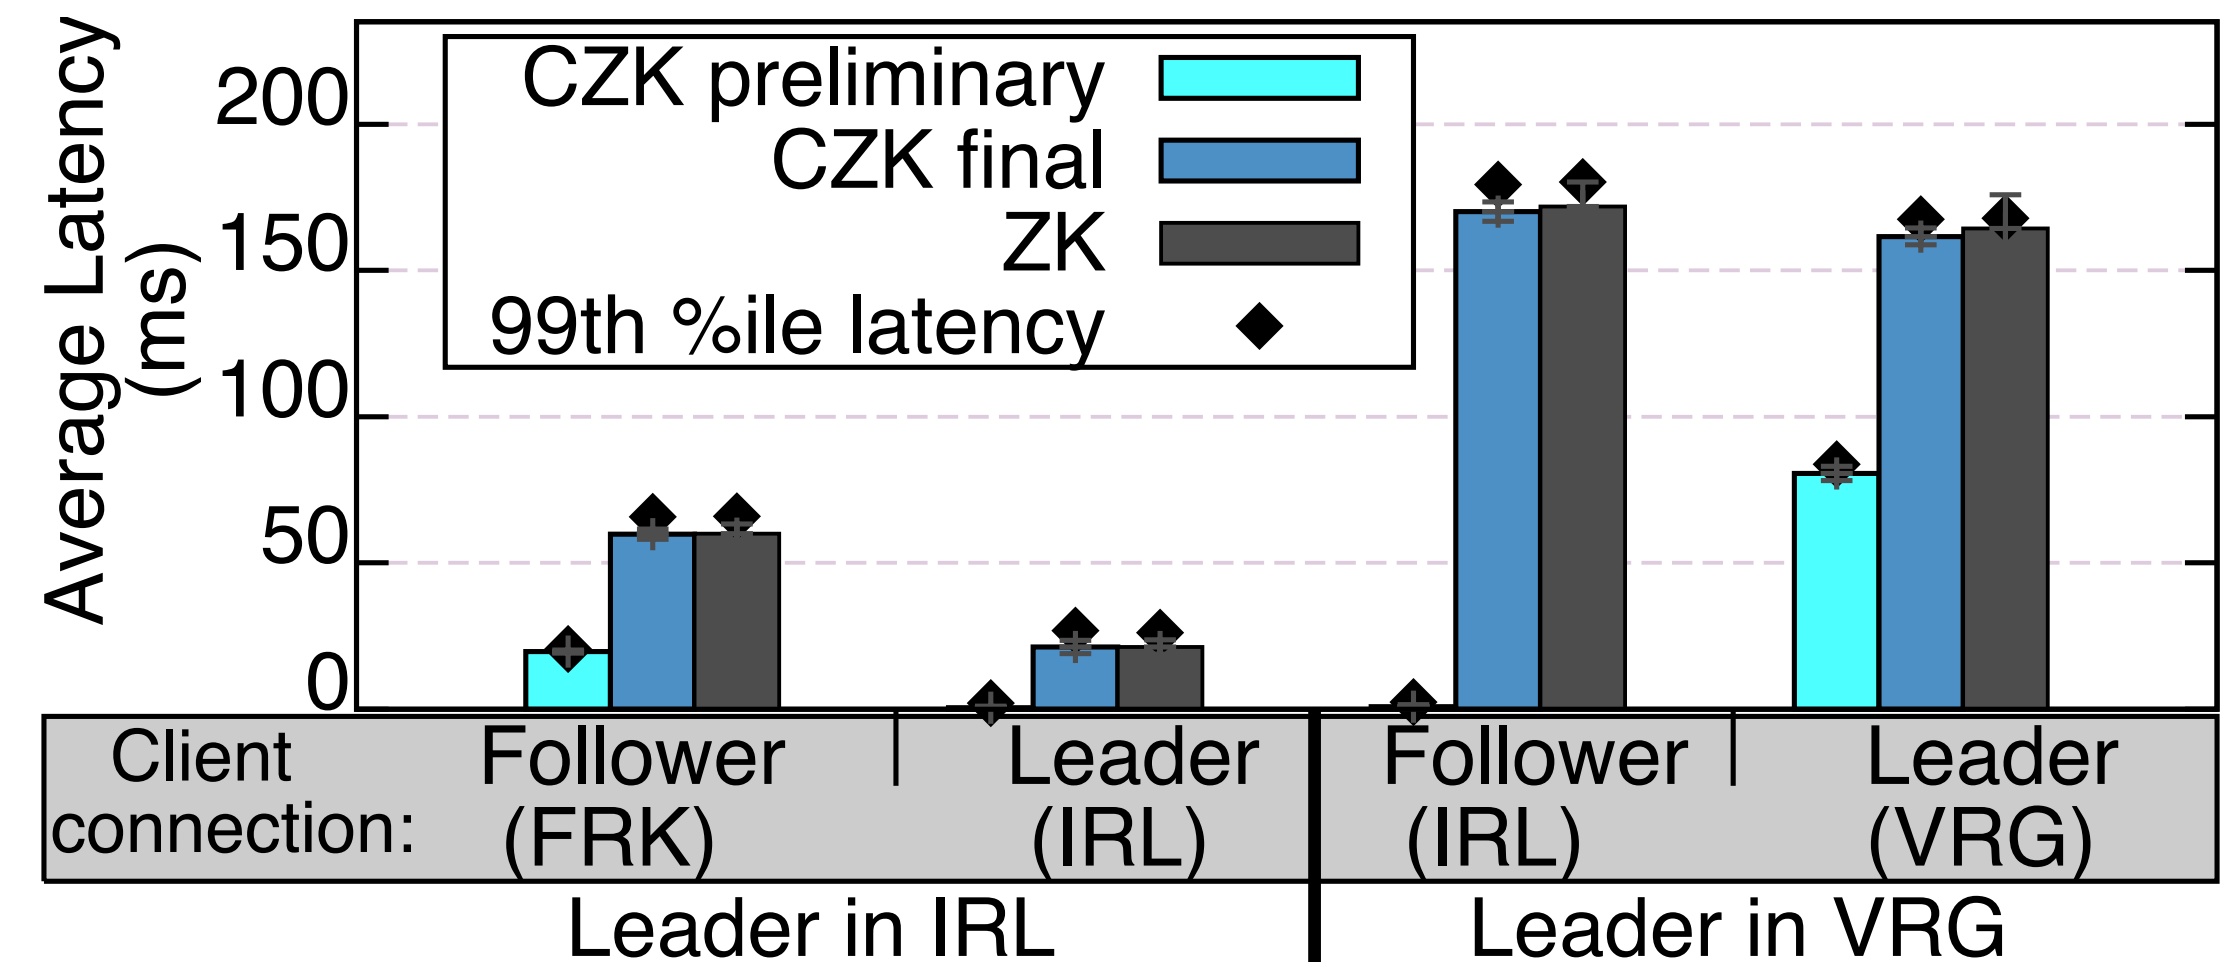 Average Latency
(ms)
200
150
100
50
0
CZK preliminary
CZK final
ZK
99th %ile latency
Client
connection:
Follower
(FRK)
Leader
(IRL)
Follower
(IRL)
Leader
(VRG)
Leader in IRL
Leader in VRG